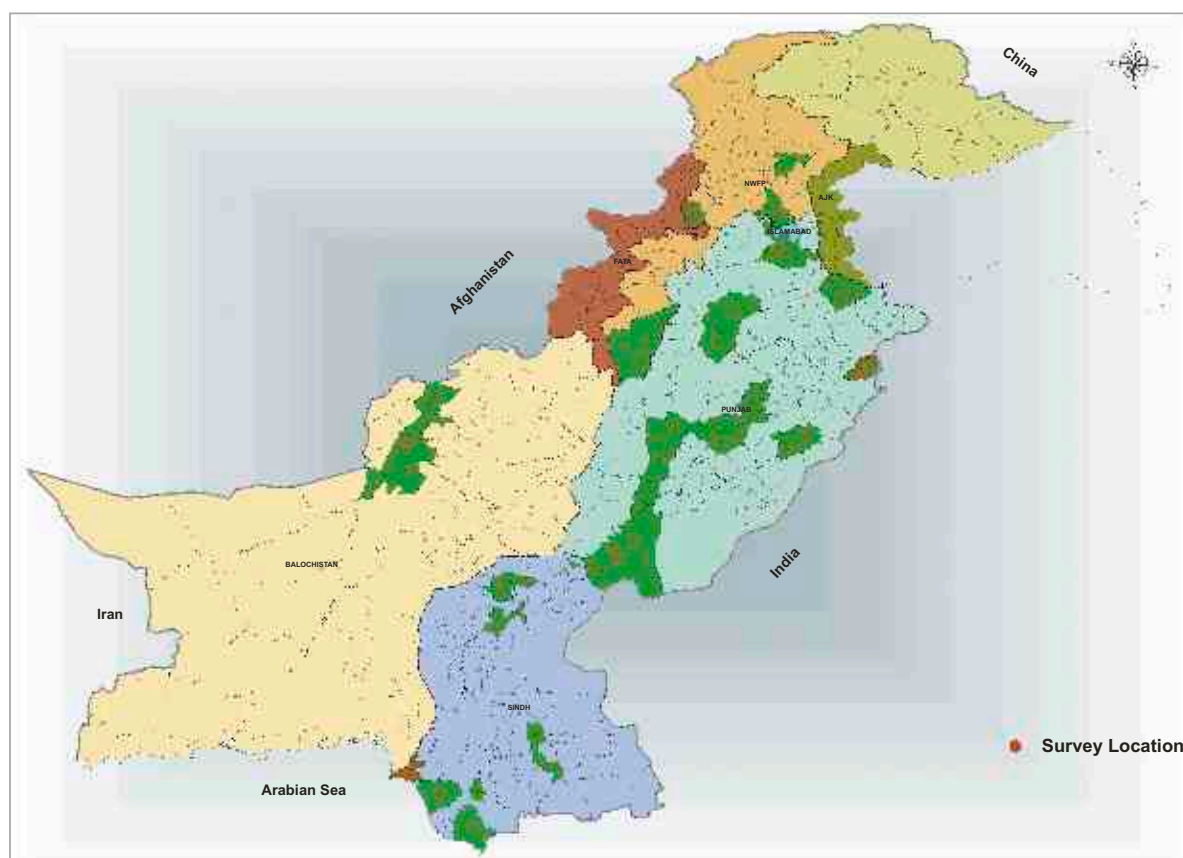 China
NWFP
AJK
ISLAMABAD
Afghanistan
FATA
PUNJAB
BALOCHISTAN
India
Iran
SINDH
Survey Location
Arabian Sea